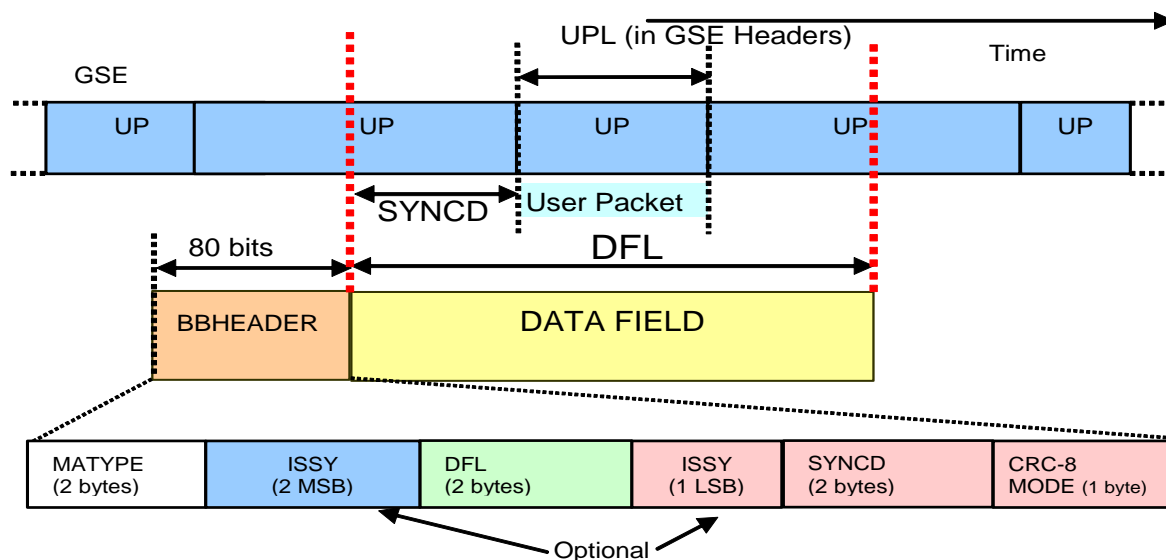 UPL (in GSE Headers)
Time
GSE
UP
UP
UP
UP
UP
SYNCD
User Packet
80 bits
DFL
BBHEADER
DATA FIELD
MATYPE
(2 bytes)
ISSY
(2 MSB)
DFL
(2 bytes)
ISSY
(1 LSB)
SYNCD
(2 bytes)
CRC-8
MODE (1 byte)
Optional